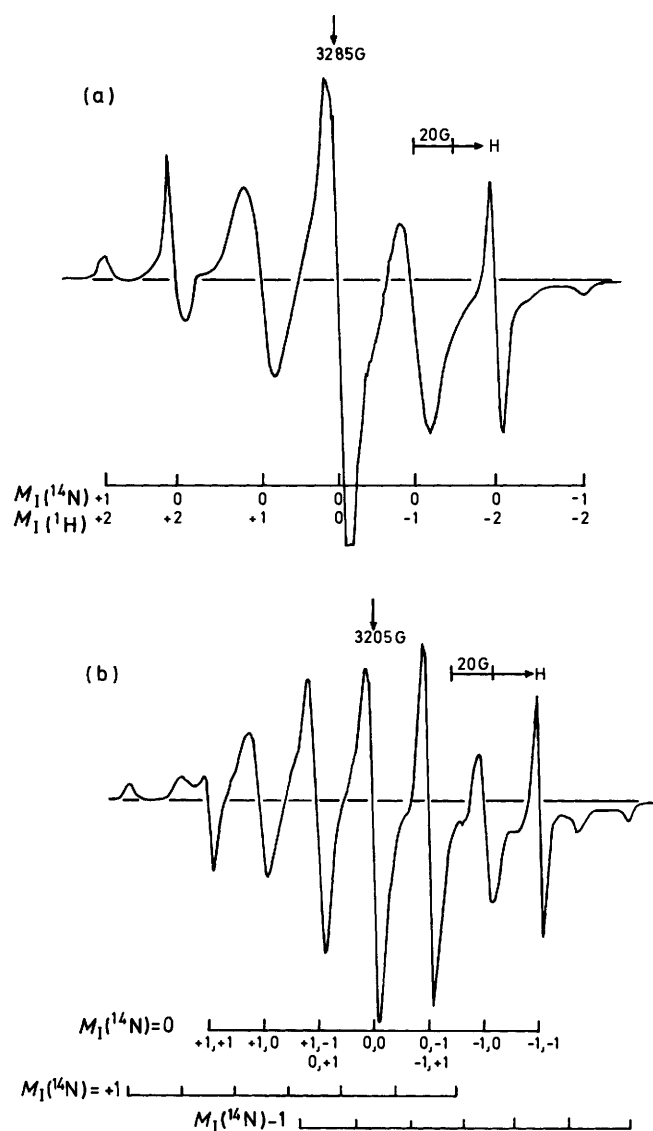 3285G
(a)
20G
H
M_I(¹⁴N) +1 0 0 0 0 0 -1
M_I(¹H) +2 +2 +1 0 -1 -2 -2
3205G
(b)
20G
H
M_I(¹⁴N)=0
+1,+1 +1,0 +1,-1 0,0 0,-1 -1,0 -1,-1
0,+1 -1,+1
M_I(¹⁴N)=+1
M_I(¹⁴N)-1